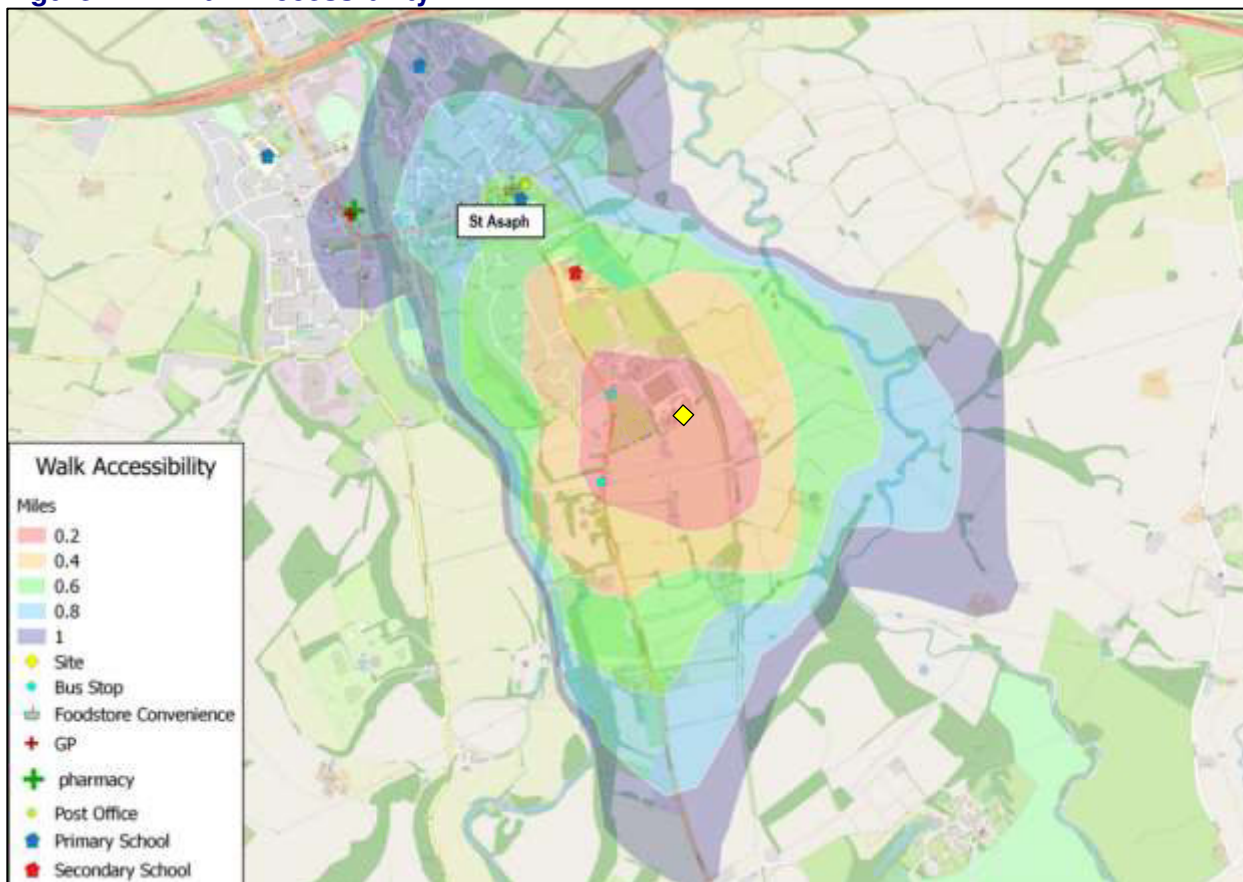 St Asaph
Walk Accessibility
Miles
0.2
0.4
0.6
0.8
1
Site
Bus Stop
Foodstore Convenience
GP
pharmacy
Post Office
Primary School
Secondary School